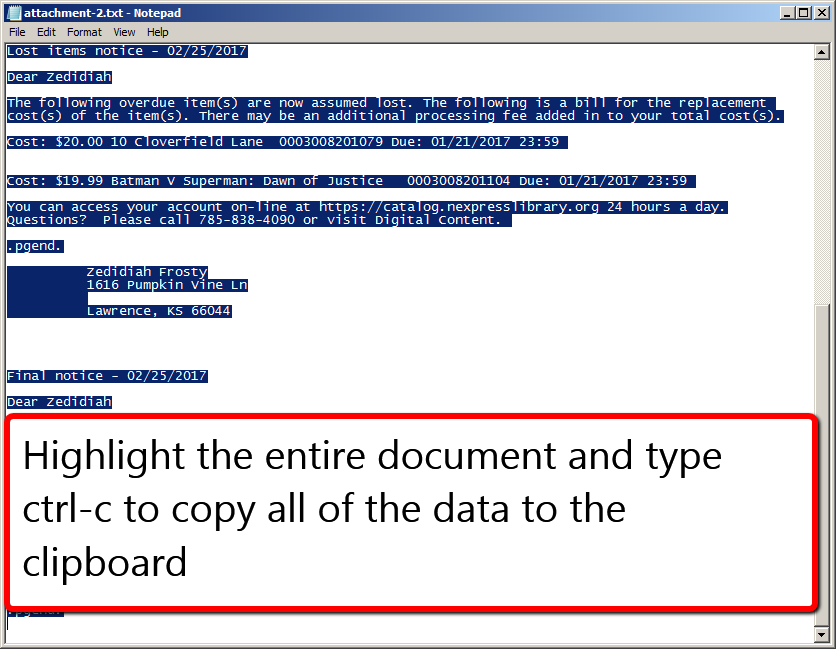 attachment-2.txt - Notepad
File Edit Format View Help
Lost items notice - 02/25/2017
Dear Zedidiah
The following overdue item(s) are now assumed lost. The following is a bill for the replacement
cost(s) of the item(s). There may be an additional processing fee added in to your total cost(s).
Cost: $20.00 10 Cloverfield Lane  0003008201079 Due: 01/21/2017 23:59
Cost: $19.99 Batman V Superman: Dawn of Justice   0003008201104 Due: 01/21/2017 23:59
You can access your account on-line at https://catalog.nexpresslibrary.org 24 hours a day.
Questions?  Please call 785-838-4090 or visit Digital Content.
.pgend.
Zedidiah Frosty
1616 Pumpkin Vine Ln
Lawrence, KS 66044
Final notice - 02/25/2017
Dear Zedidiah
Highlight the entire document and type
ctrl-c to copy all of the data to the
clipboard